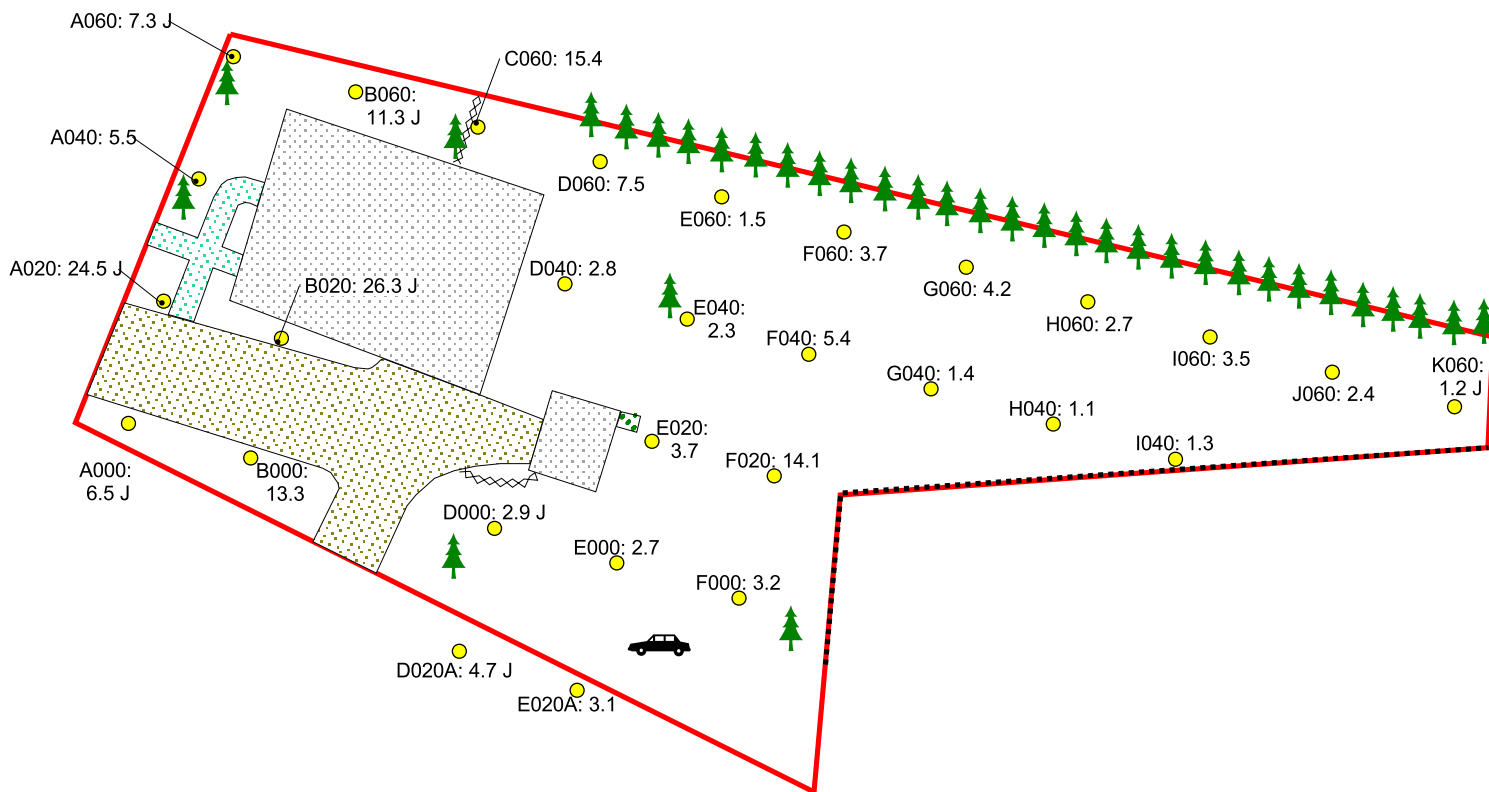 A060: 7.3 J
C060: 15.4
B060:
11.3 J
A040: 5.5
D060: 7.5
E060: 1.5
F060: 3.7
A020: 24.5 J
B020: 26.3 J
D040: 2.8
G060: 4.2
E040:
2.3
H060: 2.7
F040: 5.4
I060: 3.5
G040: 1.4
K060:
1.2 J
J060: 2.4
H040: 1.1
E020:
3.7
I040: 1.3
F020: 14.1
A000:
6.5 J
B000:
13.3
D000: 2.9 J
E000: 2.7
F000: 3.2
D020A: 4.7 J
E020A: 3.1